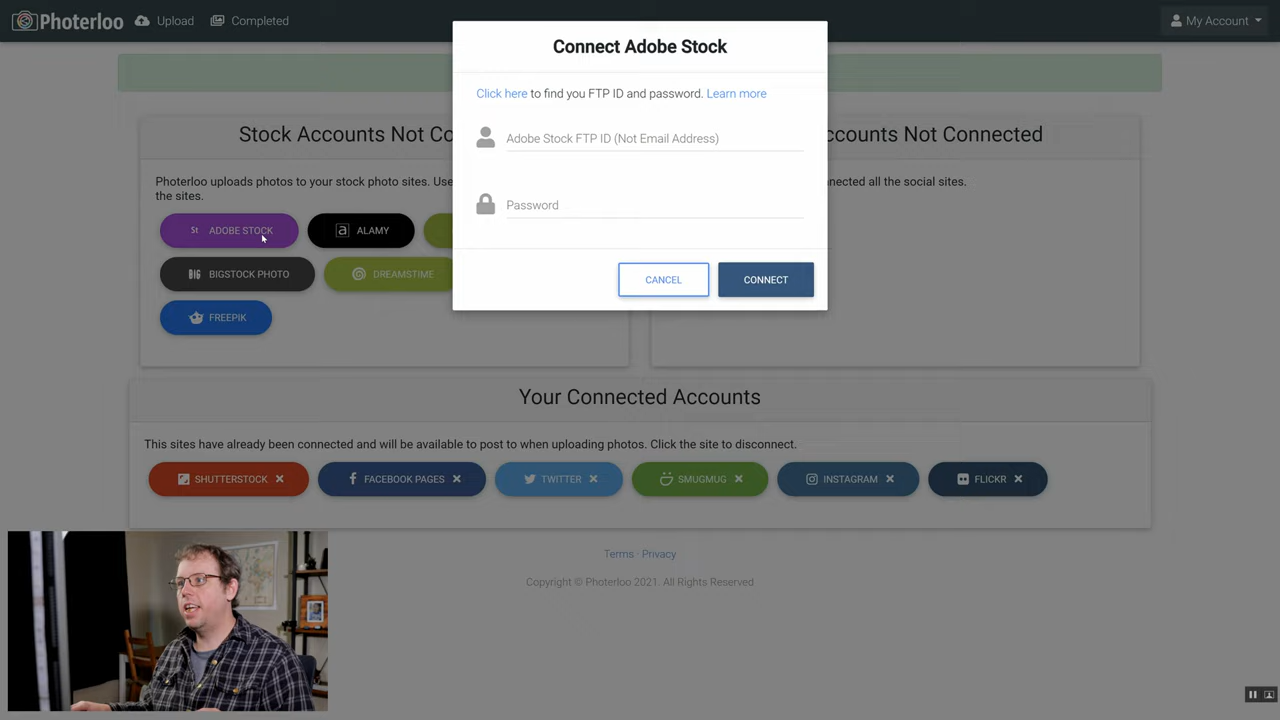 Photerloo
Upload
Completed
My Account
Connect Adobe Stock
Click here to find you FTP ID and password. Learn more
Adobe Stock FTP ID (Not Email Address)
Password
CANCEL
CONNECT
Stock Accounts Not Co
Photerloo uploads photos to your stock photo sites. Use
the sites.
St ADOBE STOCK
a ALAMY
BIG BIGSTOCK PHOTO
DREAMSTIME
FREEPIK
ccounts Not Connected
nnected all the social sites.
Your Connected Accounts
This sites have already been connected and will be available to post to when uploading photos. Click the site to disconnect.
SHUTTERSTOCK ×
FACEBOOK PAGES ×
TWITTER ×
SMUGMUG ×
INSTAGRAM ×
FLICKR ×
Terms · Privacy
Copyright © Photerloo 2021. All Rights Reserved